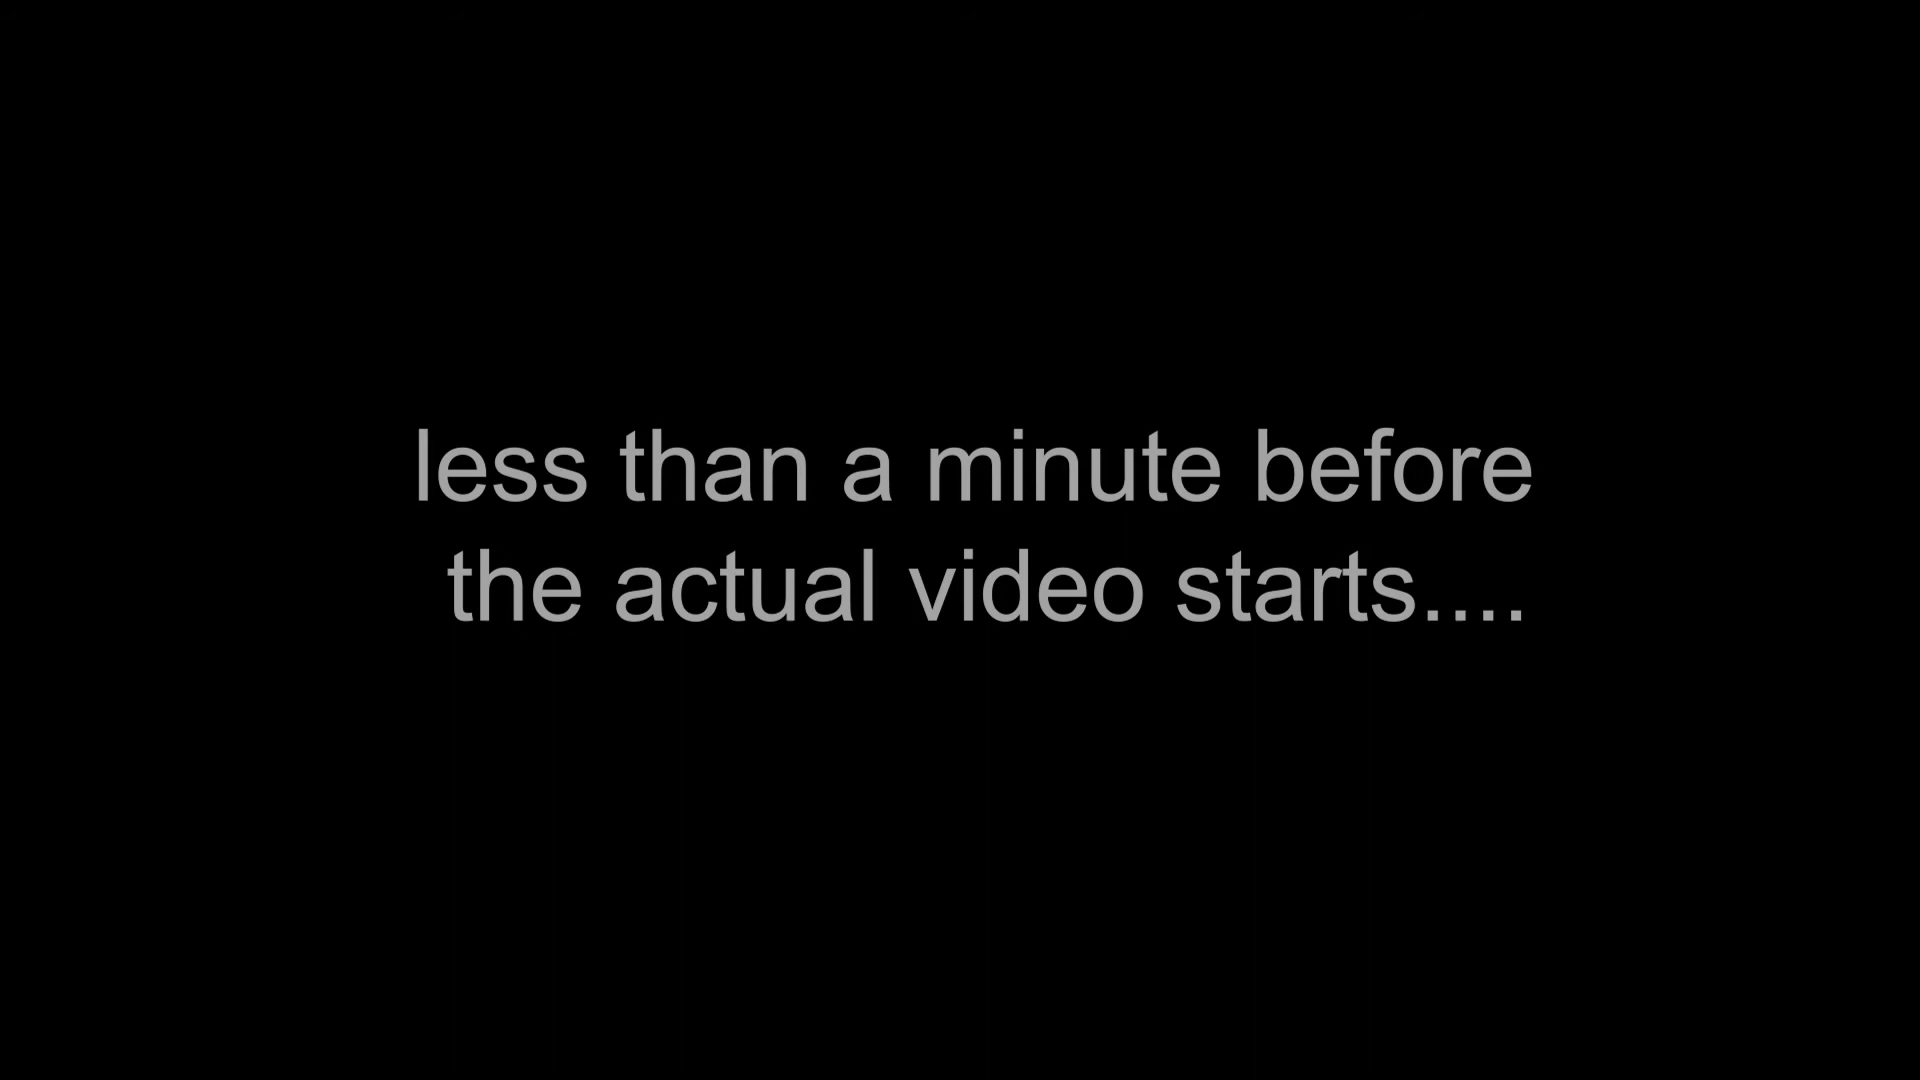 less than a minute before
the actual video starts....